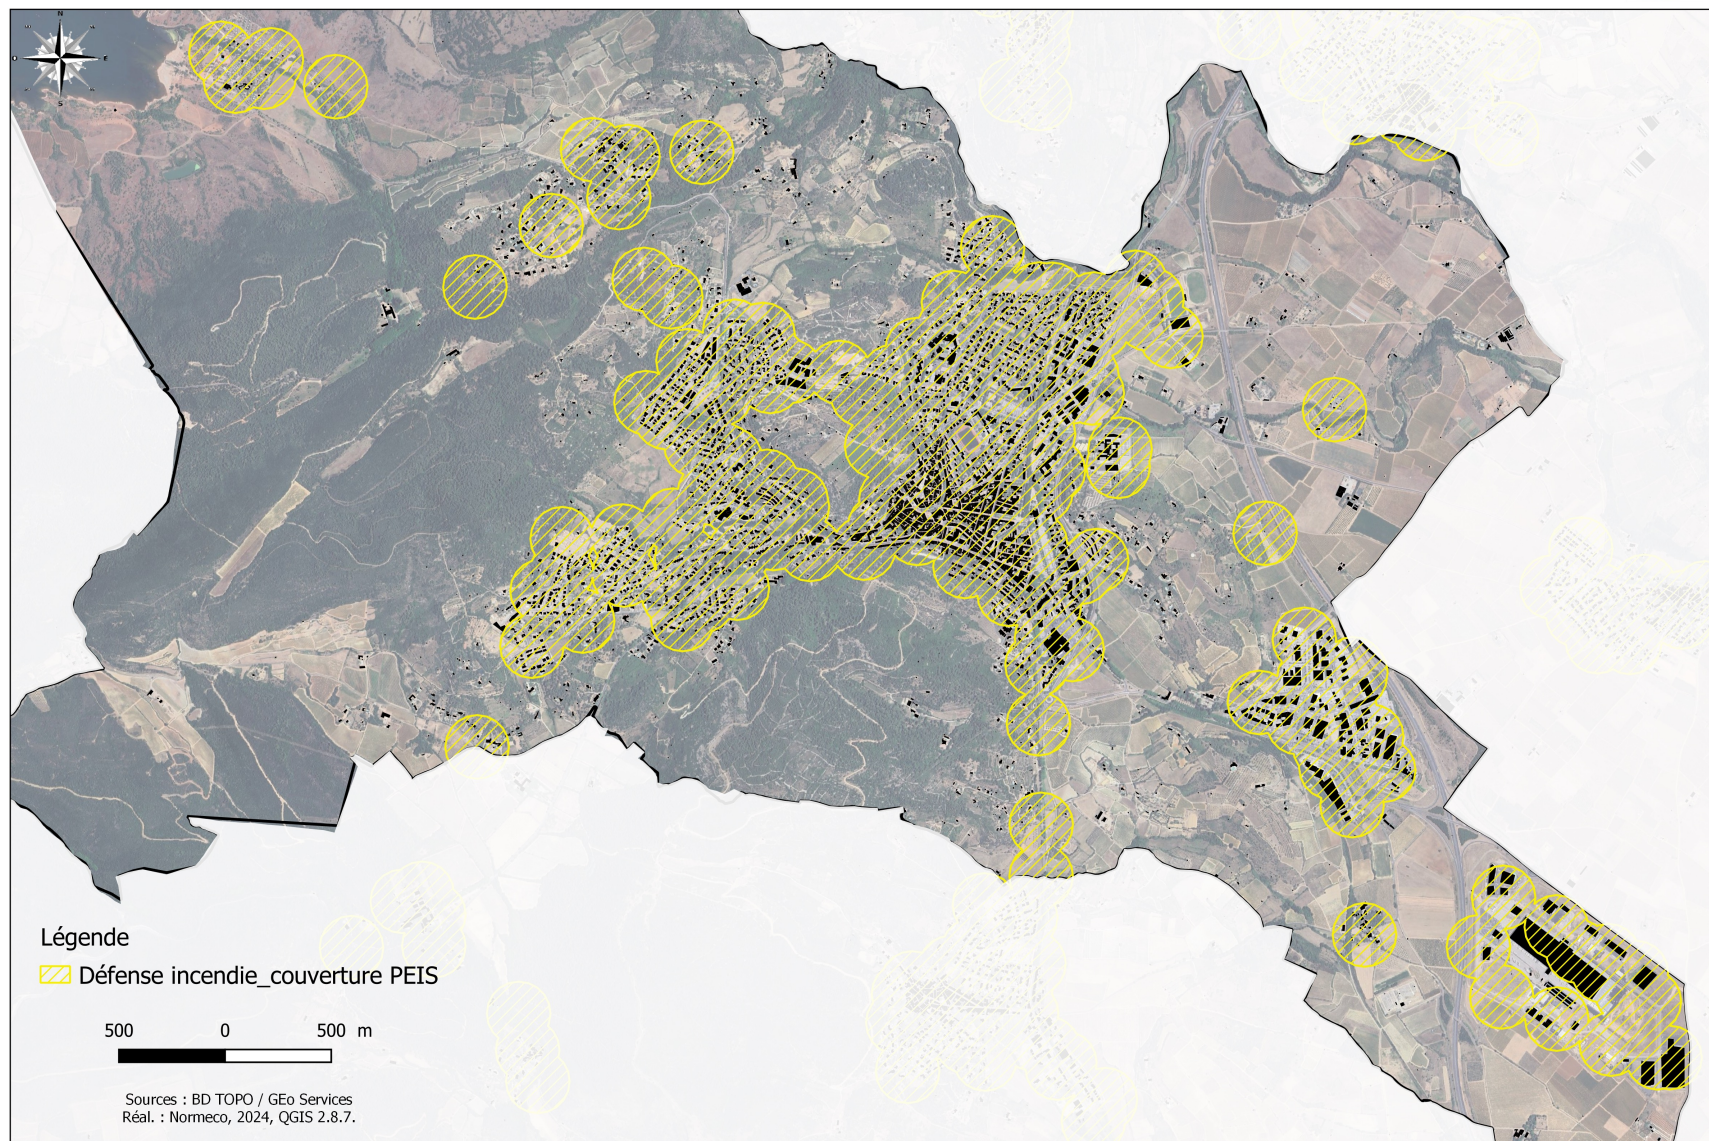 N
O
E
S
Légende
Défense incendie_couverture PEIS
500 0 500 m
Sources : BD TOPO / GEo Services
Réal. : Normeco, 2024, QGIS 2.8.7.